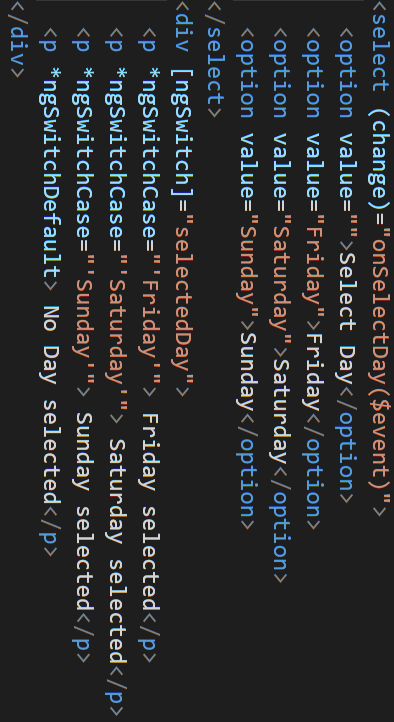 <select (change)="onSelectDay($event)">
<option value="">Select Day</option>
<option value="Friday">Friday</option>
<option value="Saturday">Saturday</option>
<option value="Sunday">Sunday</option>
</select>
<div [ngSwitch]="selectedDay">
<p *ngSwitchCase="'Friday'"> Friday selected</p>
<p *ngSwitchCase="'Saturday'"> Saturday selected</p>
<p *ngSwitchCase="'Sunday'"> Sunday selected</p>
<p *ngSwitchDefault> No Day selected</p>
</div>